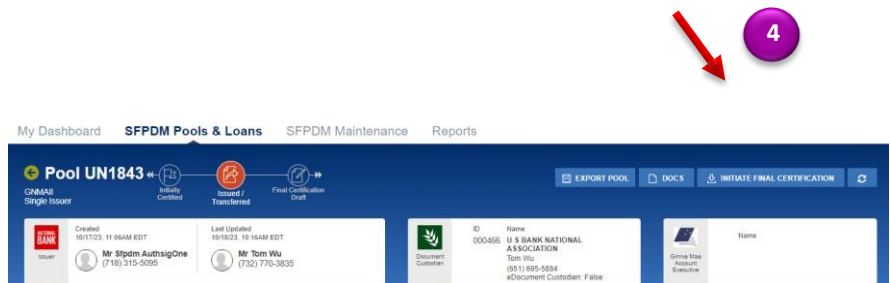 4
My Dashboard SFPDM Pools & Loans SFPDM Maintenance Reports
Pool UN1843
GNMAII
Single Issuer
Initially
Certified
Issued /
Transferred
Final Certification
Draft
EXPORT POOL DOCS INITIATE FINAL CERTIFICATION
NATIONAL
BANK
Issuer
Created
10/17/23, 11:06AM EDT
Mr Sfpdm AuthsigOne
(718) 315-5095
Last Updated
10/18/23, 10:16AM EDT
Mr Tom Wu
(732) 770-3835
Document
Custodian
ID
000466
Name
U S BANK NATIONAL
ASSOCIATION
Tom Wu
(651) 695-5884
eDocument Custodian: False
Ginnie Mae
Account
Executive
Name